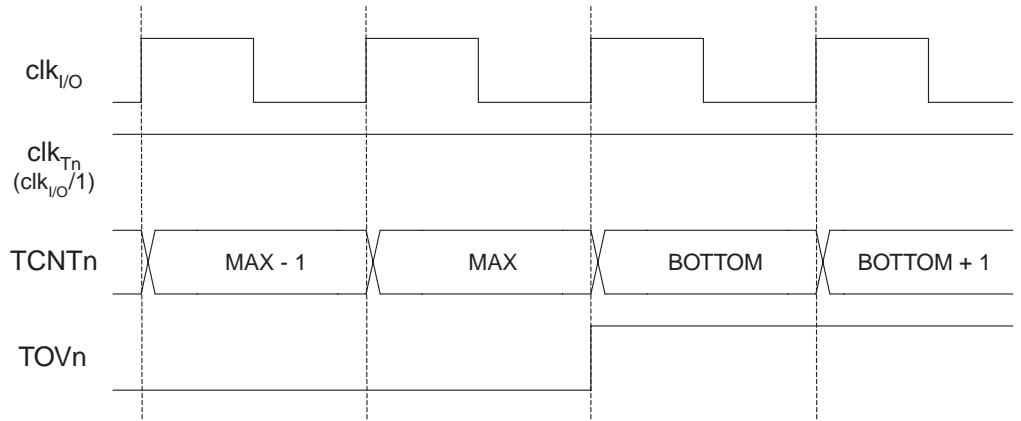 clkI/O
clkTn
(clkI/O/1)
TCNTn
MAX - 1
MAX
BOTTOM
BOTTOM + 1
TOVn